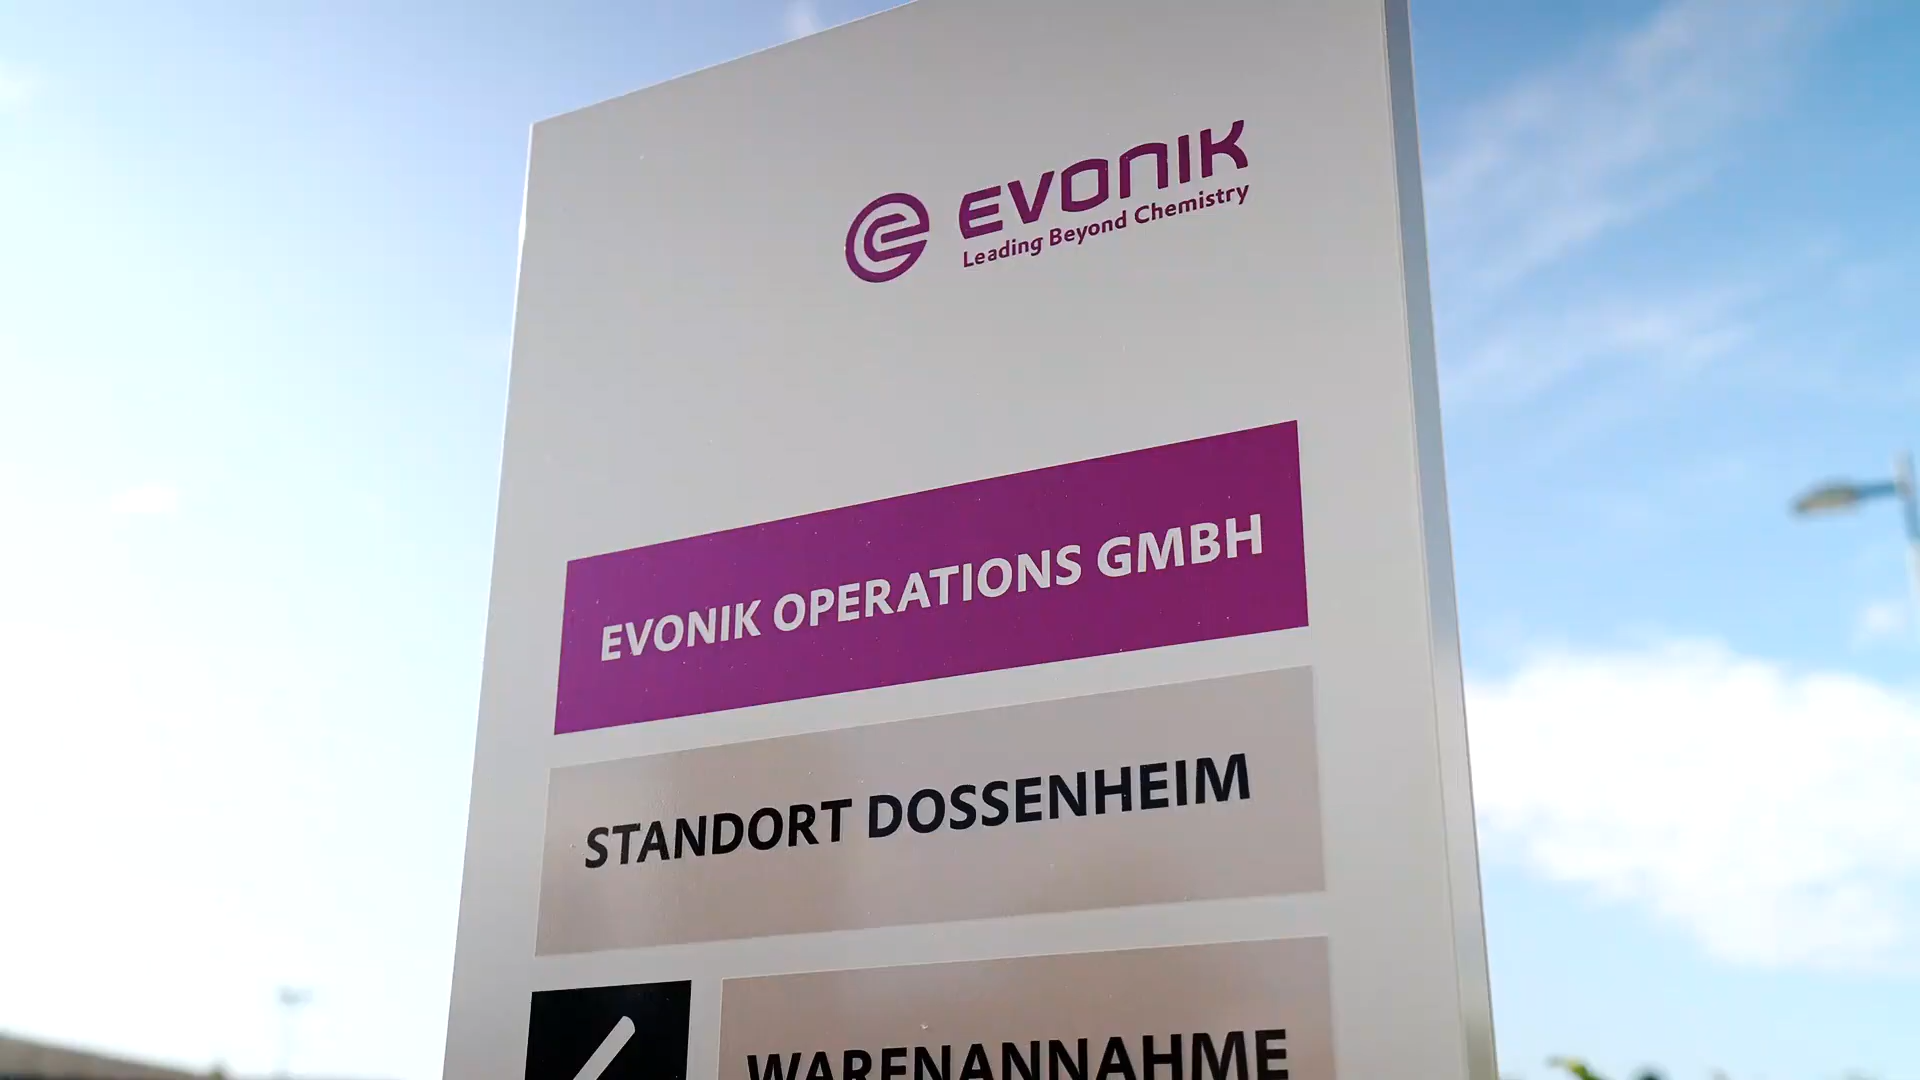 EVONIK
Leading Beyond Chemistry
EVONIK OPERATIONS GMBH
STANDORT DOSSENHEIM
WARENANNAHME